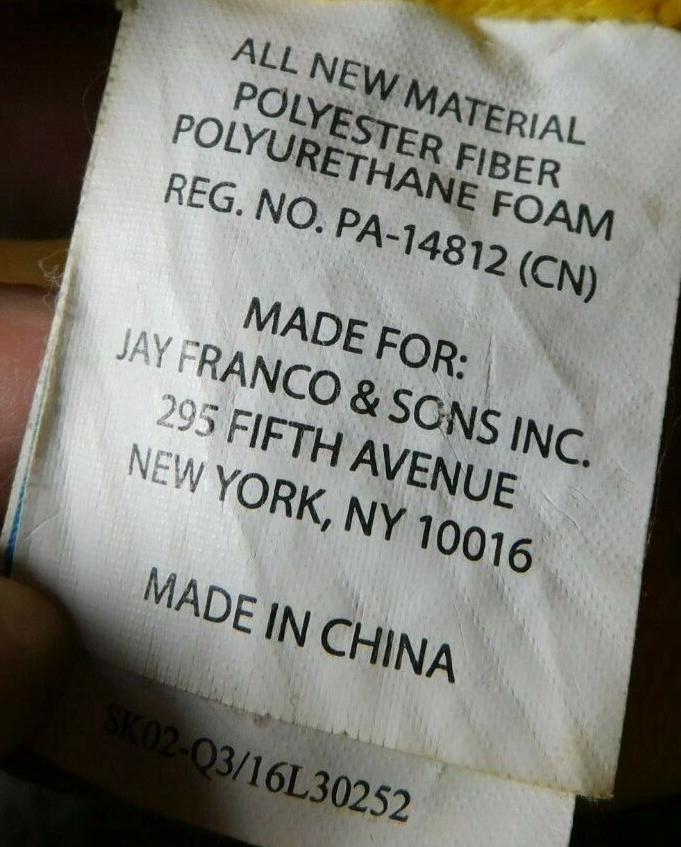 ALL NEW MATERIAL
POLYESTER FIBER
POLYURETHANE FOAM
REG. NO. PA-14812 (CN)
MADE FOR:
JAY FRANCO & SONS INC.
295 FIFTH AVENUE
NEW YORK, NY 10016
MADE IN CHINA
SK02-Q3/16L30252